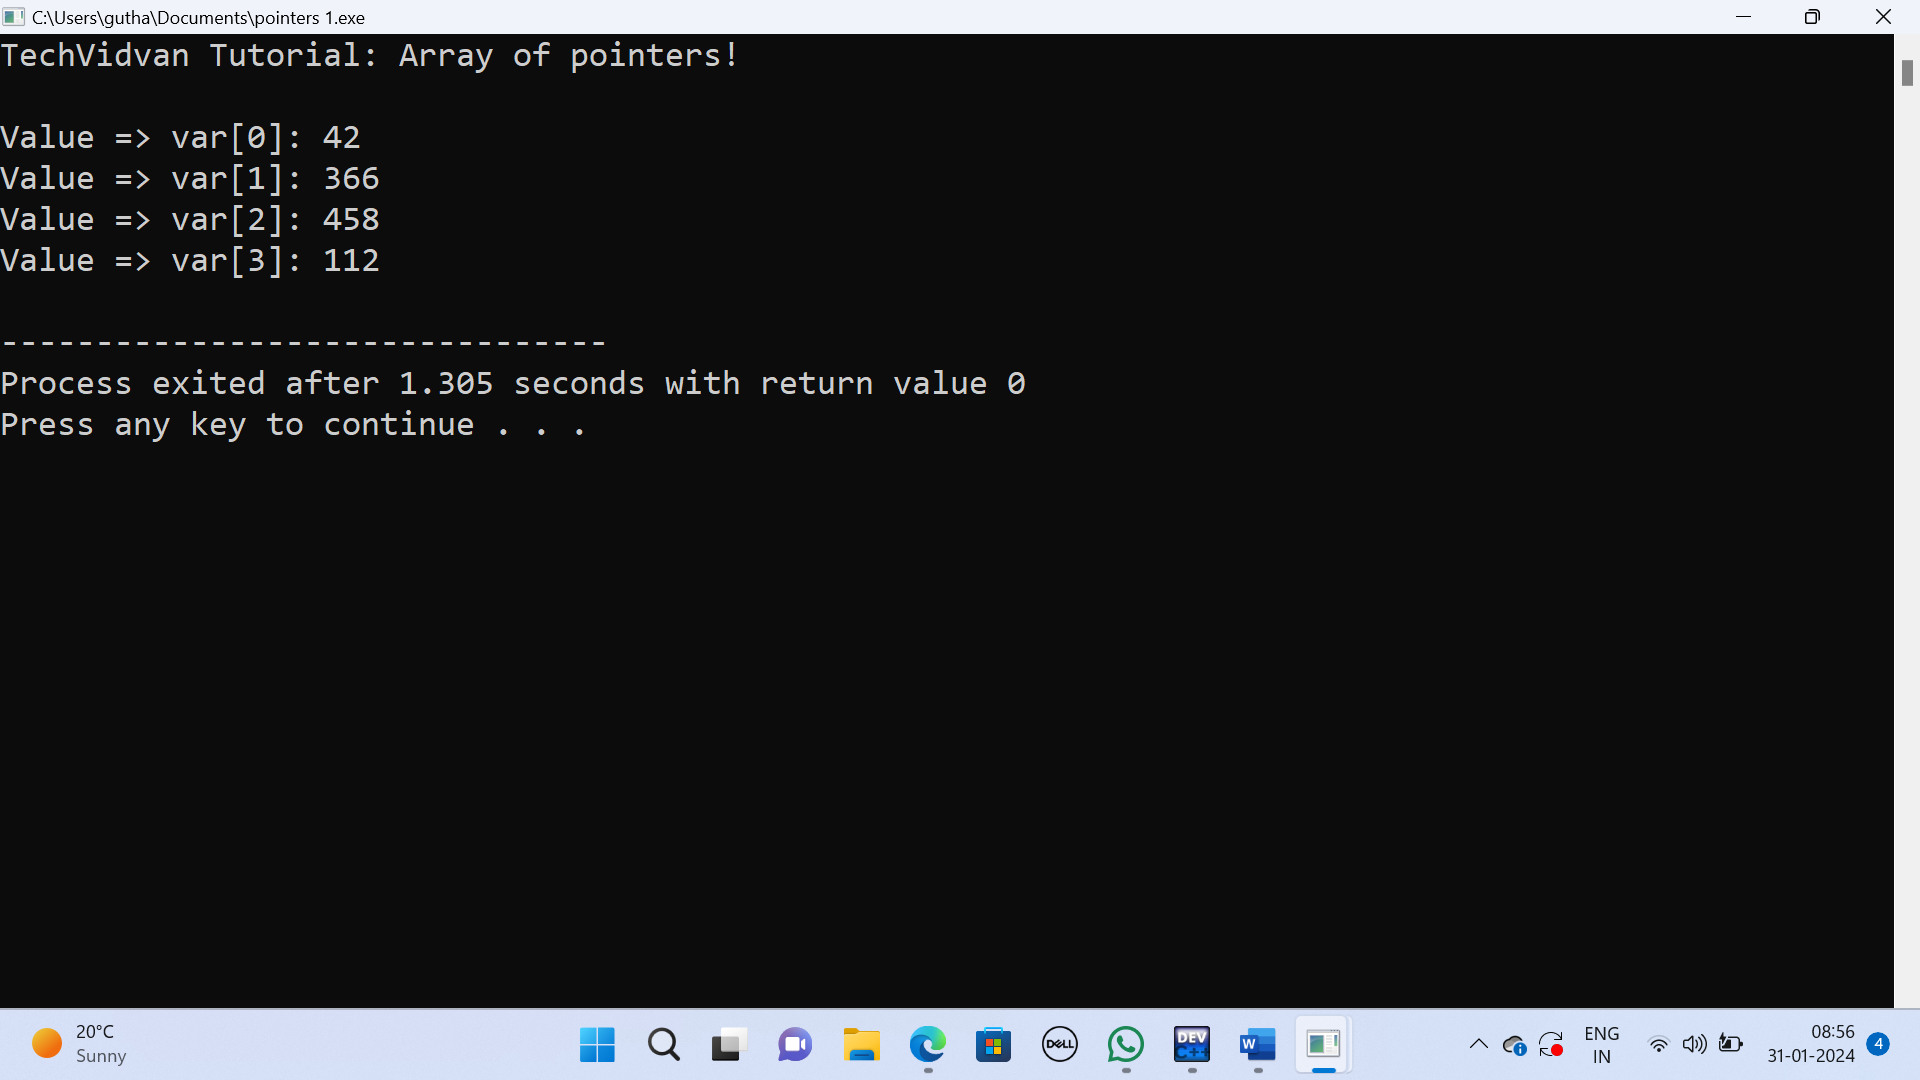 C:\Users\gutha\Documents\pointers 1.exe
TechVidvan Tutorial: Array of pointers!
Value => var[0]: 42
Value => var[1]: 366
Value => var[2]: 458
Value => var[3]: 112
--------------------------------
Process exited after 1.305 seconds with return value 0
Press any key to continue . . .
20°C
Sunny
DELL
DEV
C++
W
ENG
IN
08:56
31-01-2024
4